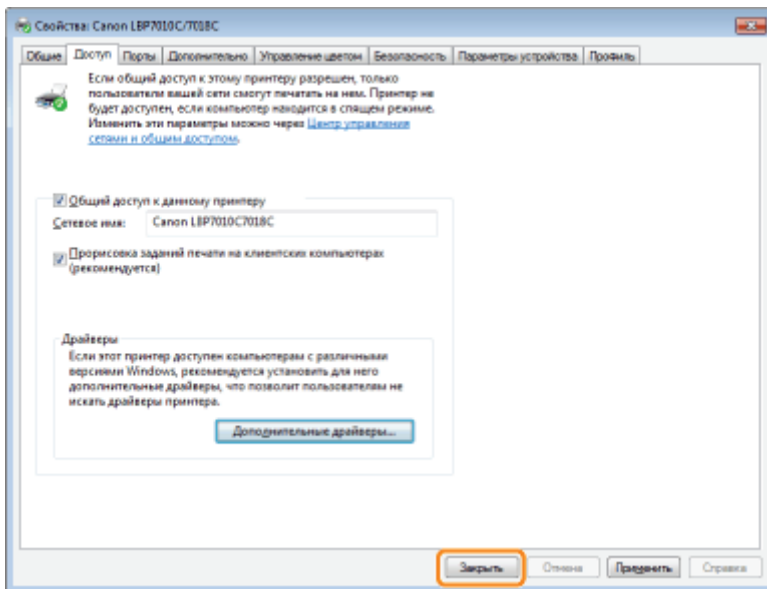 Свойства: Canon LBP7010C/7018C
Общие Доступ Порты Дополнительно Управление цветом Безопасность Параметры устройства Профиль
Если общий доступ к этому принтеру разрешен, только
пользователи вашей сети смогут печатать на нем. Принтер не
будет доступен, если компьютер находится в спящем режиме.
Изменить эти параметры можно через Центр управления
сетями и общим доступом.
Общий доступ к данному принтеру
Сетевое имя: Canon LBP7010C7018C
Прорисовка заданий печати на клиентских компьютерах
(рекомендуется)
Драйверы
Если этот принтер доступен компьютерам с различными
версиями Windows, рекомендуется установить для него
дополнительные драйверы, что позволит пользователям не
искать драйверы принтера.
Дополнительные драйверы...
Закрыть Отмена Применить Справка